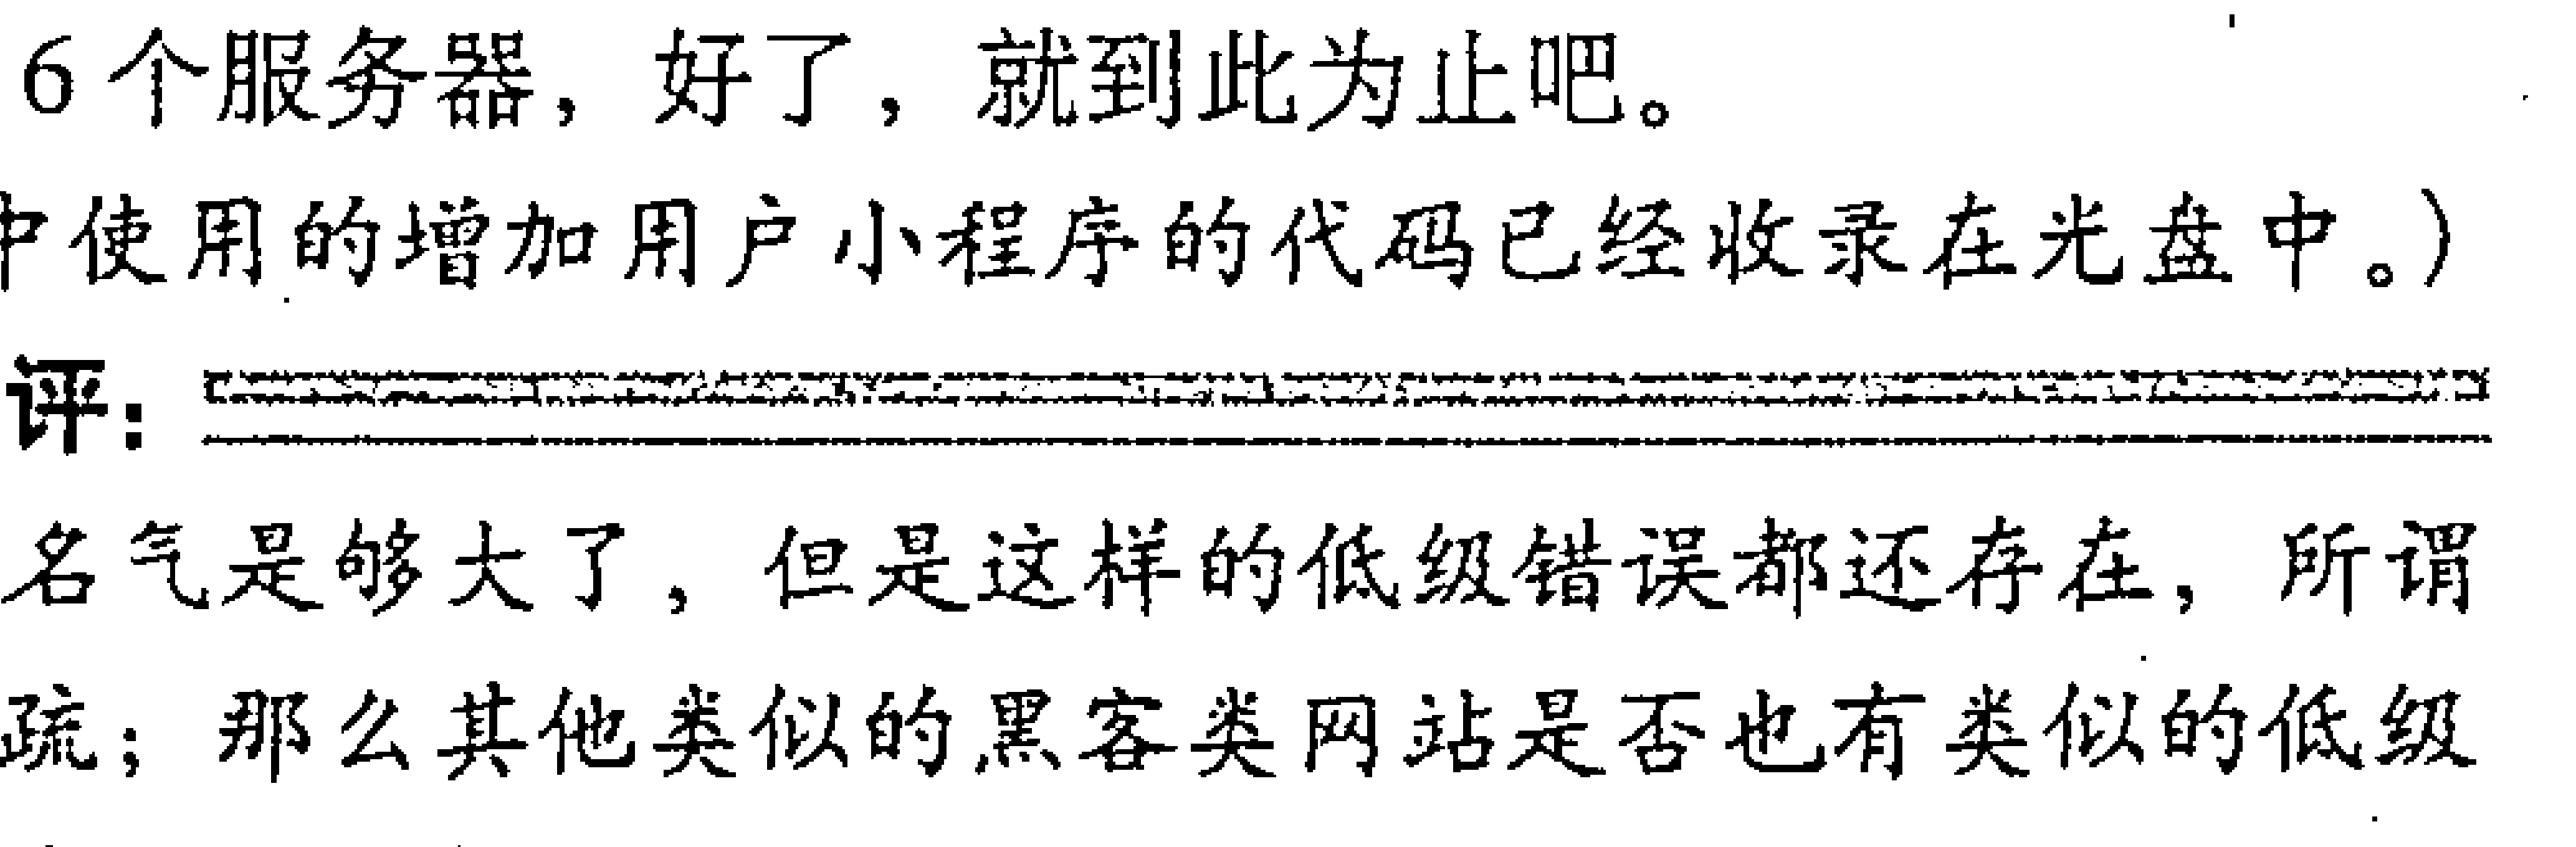 6个服务器，好了，就到此为止吧。
中使用的增加用户小程序的代码已经收录在光盘中。）
评：
名气是够大了，但是这样的低级错误都还存在，所谓
疏；那么其他类似的黑客类网站是否也有类似的低级